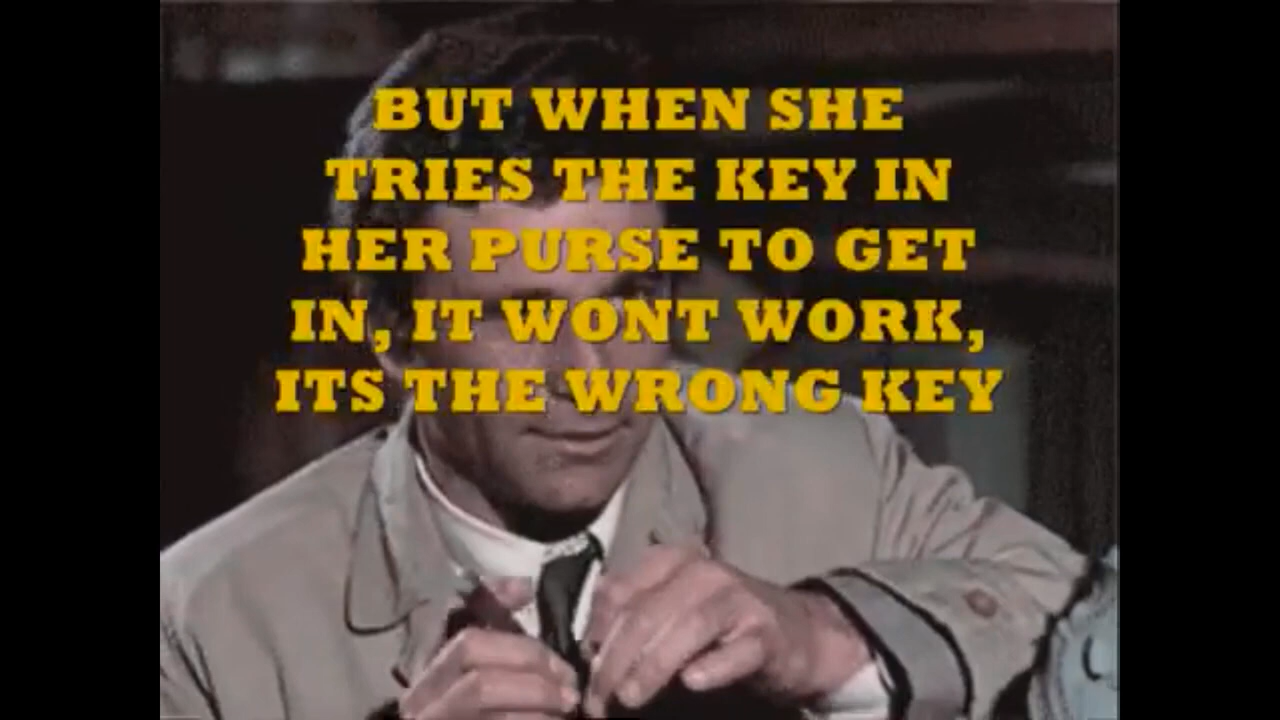 BUT WHEN SHE
TRIES THE KEY IN
HER PURSE TO GET
IN, IT WONT WORK,
ITS THE WRONG KEY